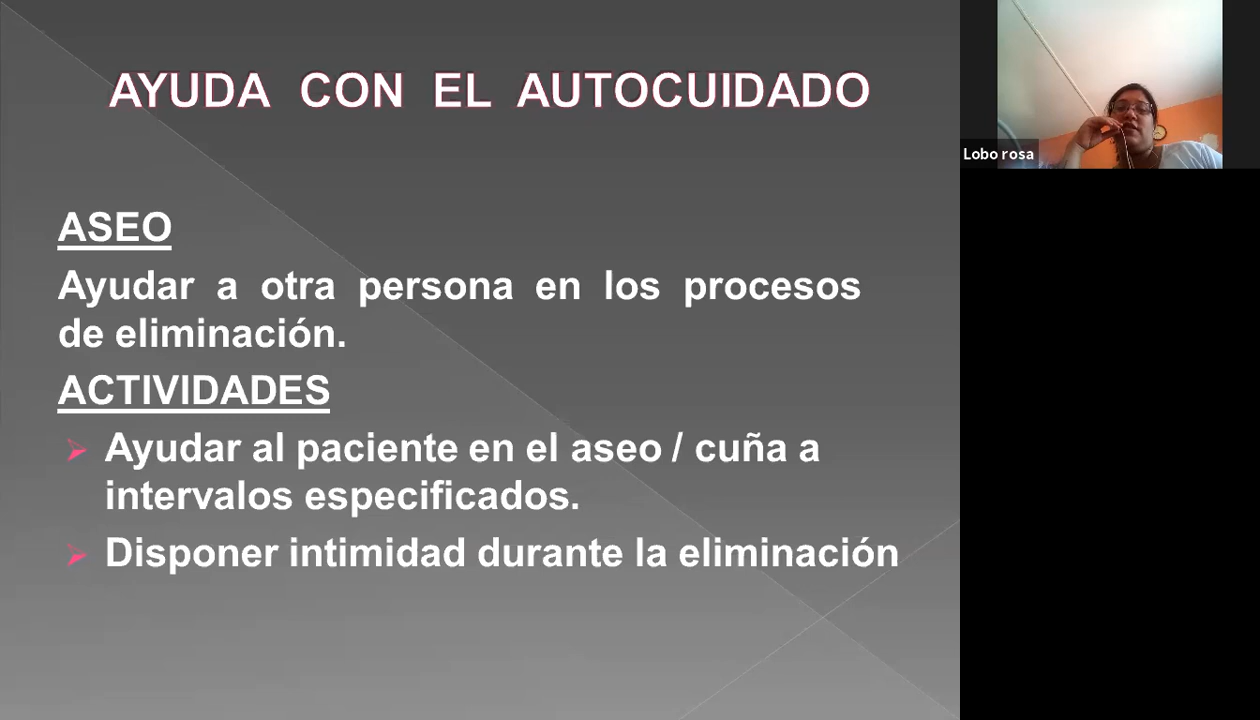 AYUDA CON EL AUTOCUIDADO
Lobo rosa
ASEO
Ayudar a otra persona en los procesos
de eliminación.
ACTIVIDADES
Ayudar al paciente en el aseo / cuña a
intervalos especificados.
Disponer intimidad durante la eliminación